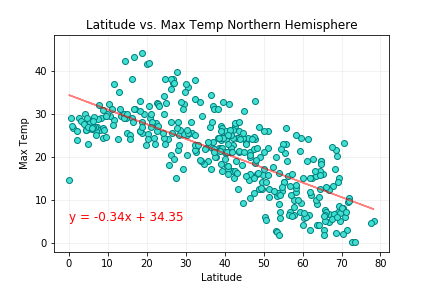 Latitude vs. Max Temp Northern Hemisphere
Max Temp
40
30
20
10
0
y = -0.34x + 34.35
0 10 20 30 40 50 60 70 80
Latitude